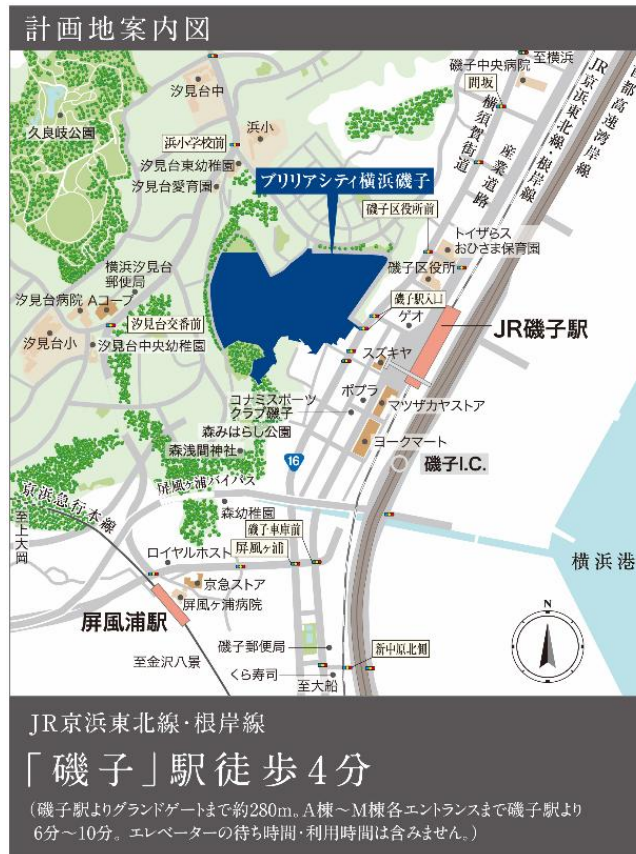 計画地案内図
磯子中央病院
至横浜
間坂
汐見台中
浜小
久良岐公園
浜小学校前
横須賀街道
産業道路
JR京浜東北線・根岸線
首都高速湾岸線
汐見台東幼稚園
汐見台愛育園
ブリリアシティ横浜磯子
磯子区役所前
トイザらス
おひさま保育園
磯子区役所
横浜汐見台
郵便局
汐見台病院
Aコープ
磯子駅入口
ゲオ
汐見台交番前
JR磯子駅
汐見台小
汐見台中央幼稚園
スズキヤ
ポプラ
コナミスポーツ
クラブ磯子
マツザカヤストア
森みはらし公園
ヨークマート
森浅間神社
16
磯子I.C.
屏風ヶ浦バイパス
京浜急行本線
至上大岡
森幼稚園
磯子車庫前
ロイヤルホスト
屏風ヶ浦
横浜港
京急ストア
屏風ヶ浦病院
屏風浦駅
N
磯子郵便局
新中原北側
至金沢八景
くら寿司
至大船
JR京浜東北線・根岸線
「磯子」駅徒歩4分
(磯子駅よりグランドゲートまで約280m。A棟〜M棟各エントランスまで磯子駅より
6分〜10分。エレベーターの待ち時間・利用時間は含みません。)